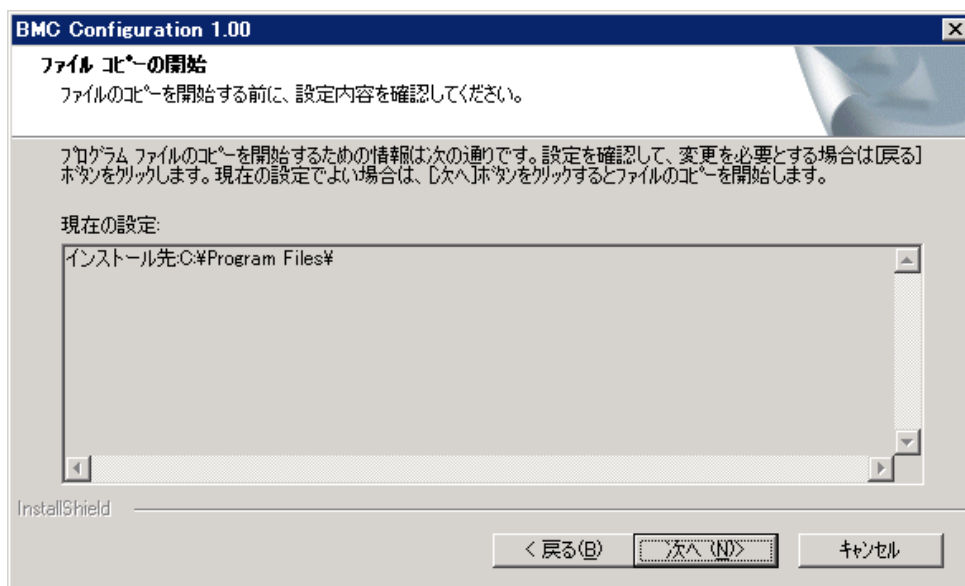 BMC Configuration 1.00
ファイル コピーの開始
ファイルのコピーを開始する前に、設定内容を確認してください。
プログラム ファイルのコピーを開始するための情報は次の通りです。設定を確認して、変更を必要とする場合は[戻る]
ボタンをクリックします。現在の設定でよい場合は、[次へ]ボタンをクリックするとファイルのコピーを開始します。
現在の設定:
インストール先:C:¥Program Files¥
InstallShield
< 戻る(B)
次へ (N)>
キャンセル